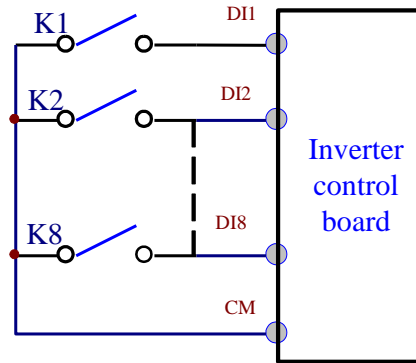 K1
DI1
K2
DI2
Inverter
control
board
K8
DI8
CM